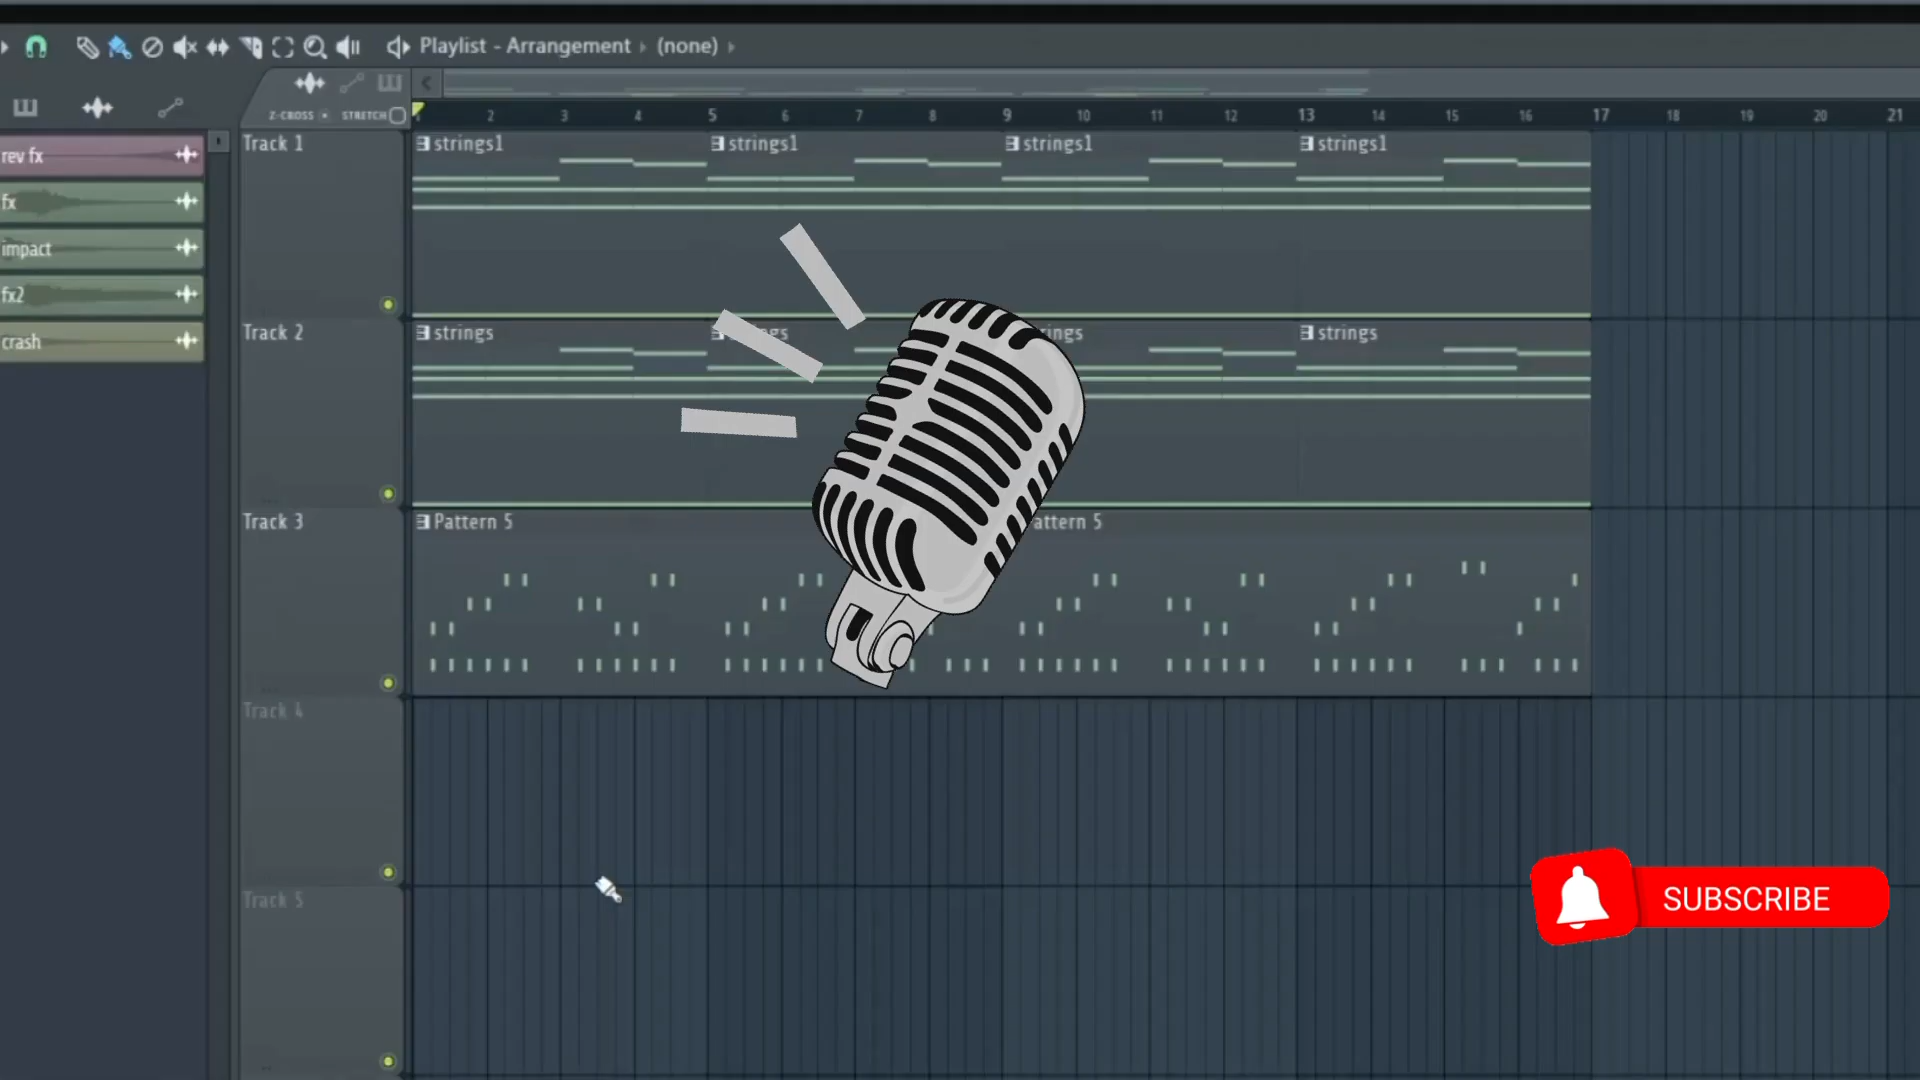 Playlist - Arrangement › (none) ›
Z-CROSS STRETCH
2 3 4 5 6 7 8 9 10 11 12 13 14 15 16 17 18 19 20 21
rev fx
fx
impact
fx2
crash
Track 1
strings1 strings1 strings1 strings1
Track 2
strings strings
Track 3
Pattern 5 attern 5
Track 4
Track 5
SUBSCRIBE